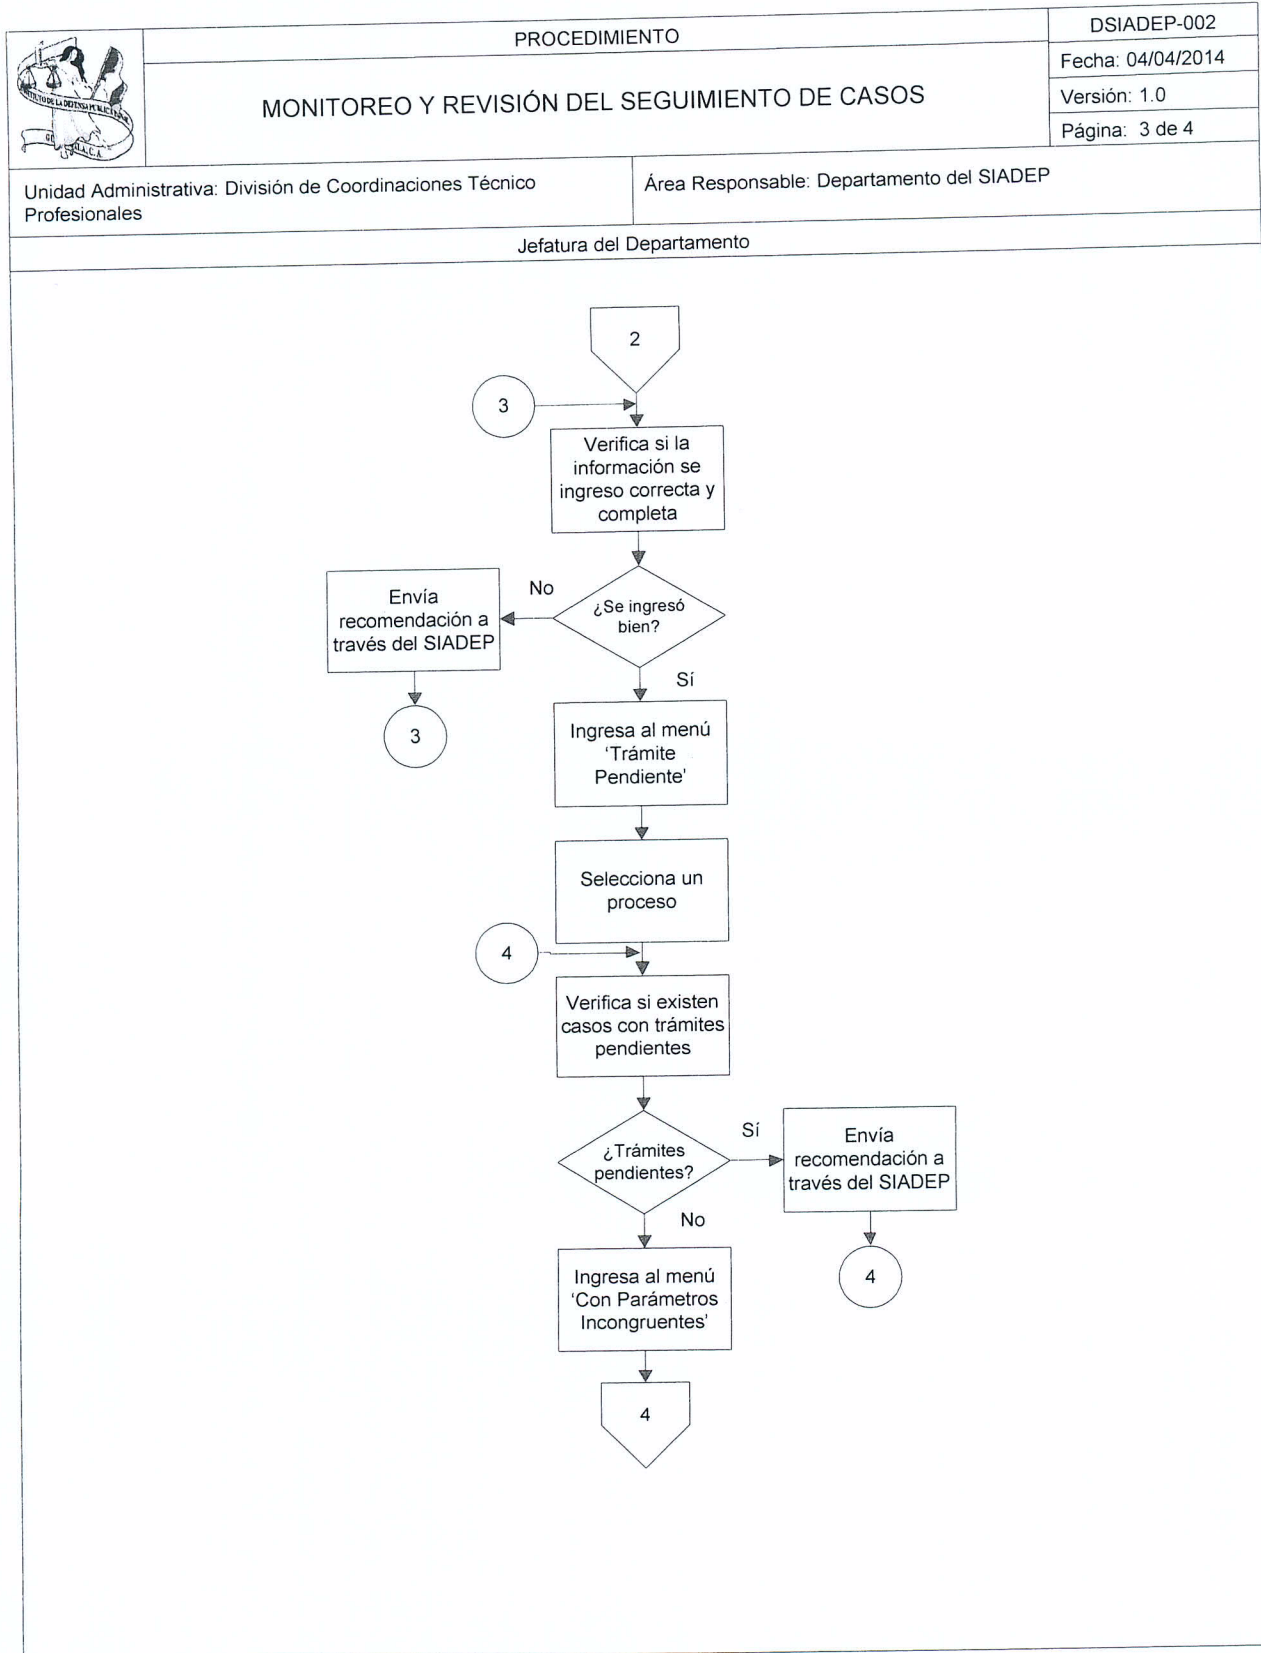 PROCEDIMIENTO
DSIADEP-002
MONITOREO Y REVISIÓN DEL SEGUIMIENTO DE CASOS
Fecha: 04/04/2014
Versión: 1.0
Página: 3 de 4
Unidad Administrativa: División de Coordinaciones Técnico
Profesionales
Área Responsable: Departamento del SIADEP
Jefatura del Departamento
2
3
Verifica si la
información se
ingreso correcta y
completa
¿Se ingresó
bien?
No
Envía
recomendación a
través del SIADEP
3
Sí
Ingresa al menú
‘Trámite
Pendiente’
Selecciona un
proceso
4
Verifica si existen
casos con trámites
pendientes
¿Trámites
pendientes?
Sí
Envía
recomendación a
través del SIADEP
4
No
Ingresa al menú
‘Con Parámetros
Incongruentes’
4